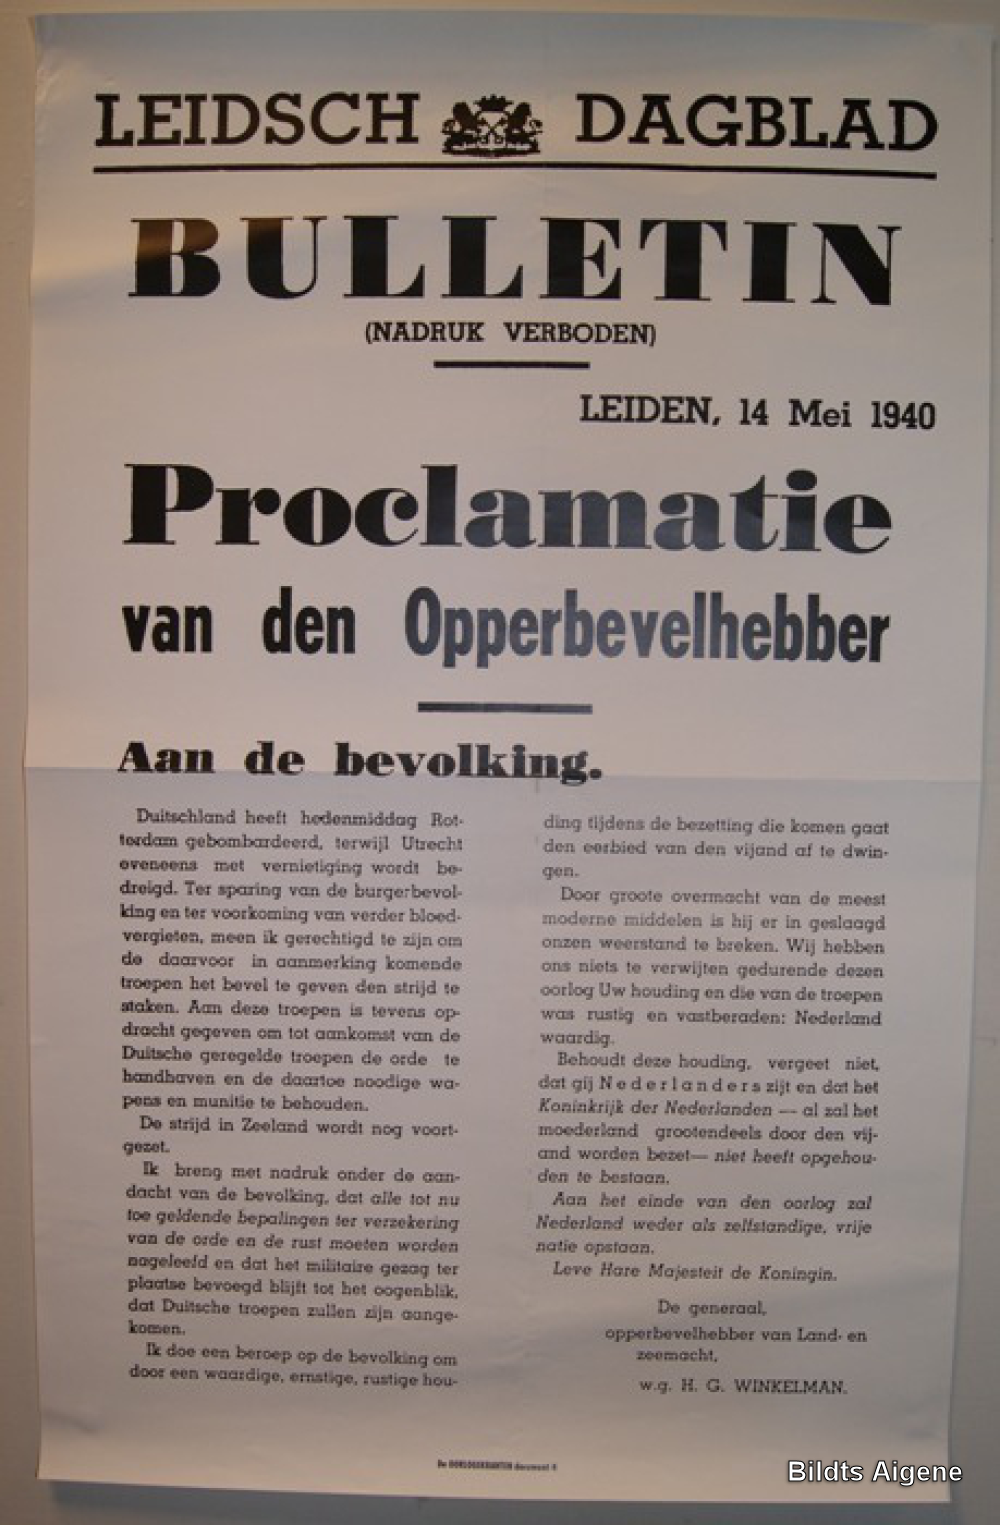 LEIDSCH DAGBLAD
BULLETIN
(NADRUK VERBODEN)
LEIDEN, 14 Mei 1940
Proclamatie
van den Opperbevelhebber
Aan de bevolking.
Duitschland heeft hedenmiddag Rot-
terdam gebombardeerd, terwijl Utrecht
eveneens met vernietiging wordt be-
dreigd. Ter sparing van de burgerbevol-
king en ter voorkoming van verder bloed-
vergieten, meen ik gerechtigd te zijn om
de daarvoor in aanmerking komende
troepen het bevel te geven den strijd te
staken. Aan deze troepen is tevens op-
dracht gegeven om tot aankomst van de
Duitsche geregelde troepen de orde te
handhaven en de daartoe noodige wa-
pens en munitie te behouden.
De strijd in Zeeland wordt nog voort-
gezet.
Ik breng met nadruk onder de aan-
dacht van de bevolking, dat alle tot nu
toe geldende bepalingen ter verzekering
van de orde en de rust moeten worden
nageleefd en dat het militaire gezag ter
plaatse bevoegd blijft tot het oogenblik,
dat Duitsche troepen zullen zijn aange-
komen.
Ik doe een beroep op de bevolking om
door een waardige, ernstige, rustige hou-
ding tijdens de bezetting die komen gaat
den eerbied van den vijand af te dwin-
gen.
Door groote overmacht van de meest
moderne middelen is hij er in geslaagd
onzen weerstand te breken. Wij hebben
ons niets te verwijten gedurende dezen
oorlog Uw houding en die van de troepen
was rustig en vastberaden; Nederland
waardig.
Behoudt deze houding, vergeet niet,
dat gij Nederlanders zijt en dat het
Koninkrijk der Nederlanden — al zal het
moederland grootendeels door den vij-
and worden bezet— niet heeft opgehou-
den te bestaan.
Aan het einde van den oorlog zal
Nederland weder als zelfstandige, vrije
natie opstaan.
Leve Hare Majesteit de Koningin.
De generaal,
opperbevelhebber van Land- en
zeemacht,
w.g. H. G. WINKELMAN.
De OORLOGSKRANTEN document
Bildts Aigene